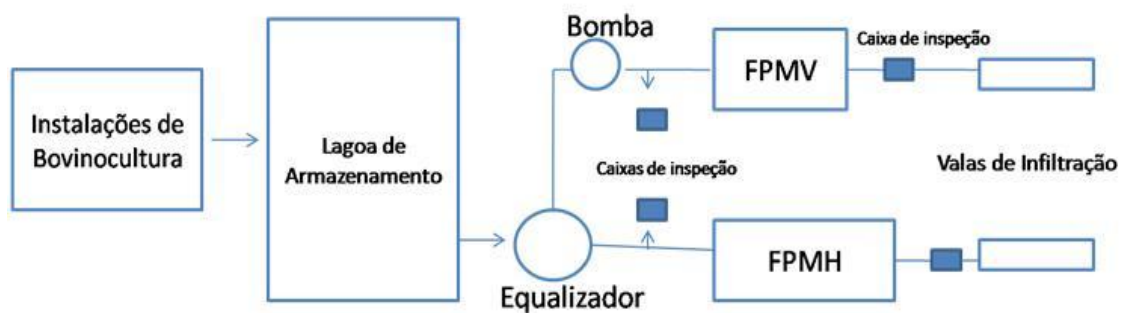 Instalações de
Bovinocultura
Lagoa de
Armazenamento
Bomba
Equalizador
Caixas de inspeção
FPMV
FPMH
Caixa de inspeção
Valas de Infiltração